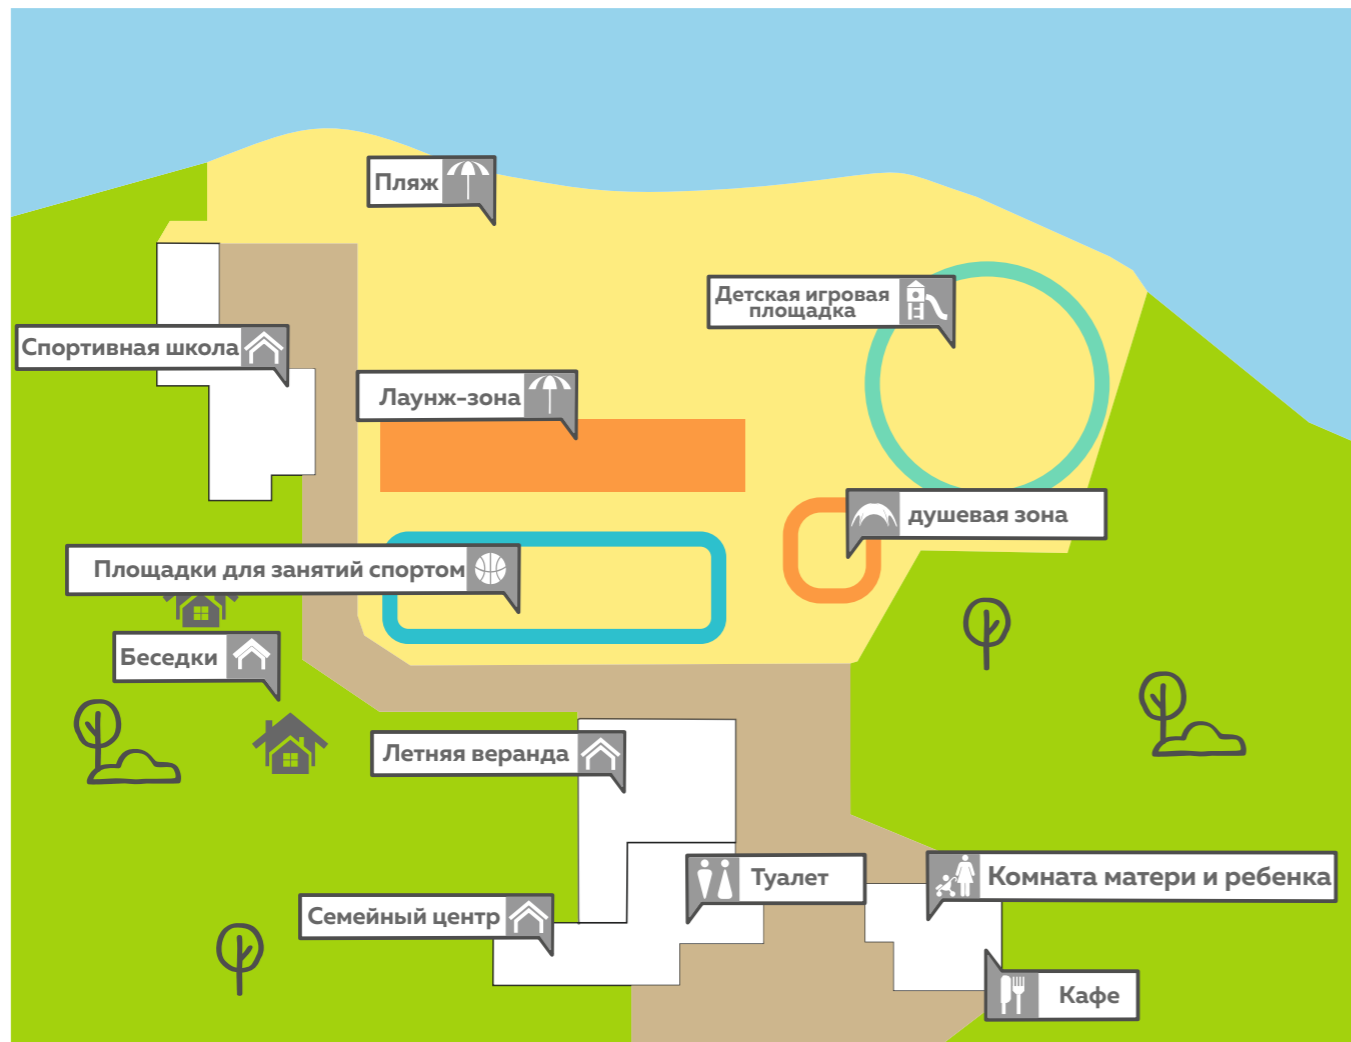 Пляж
Детская игровая
площадка
Спортивная школа
Лаунж-зона
душевая зона
Площадки для занятий спортом
Беседки
Летняя веранда
Туалет
Комната матери и ребенка
Семейный центр
Кафе